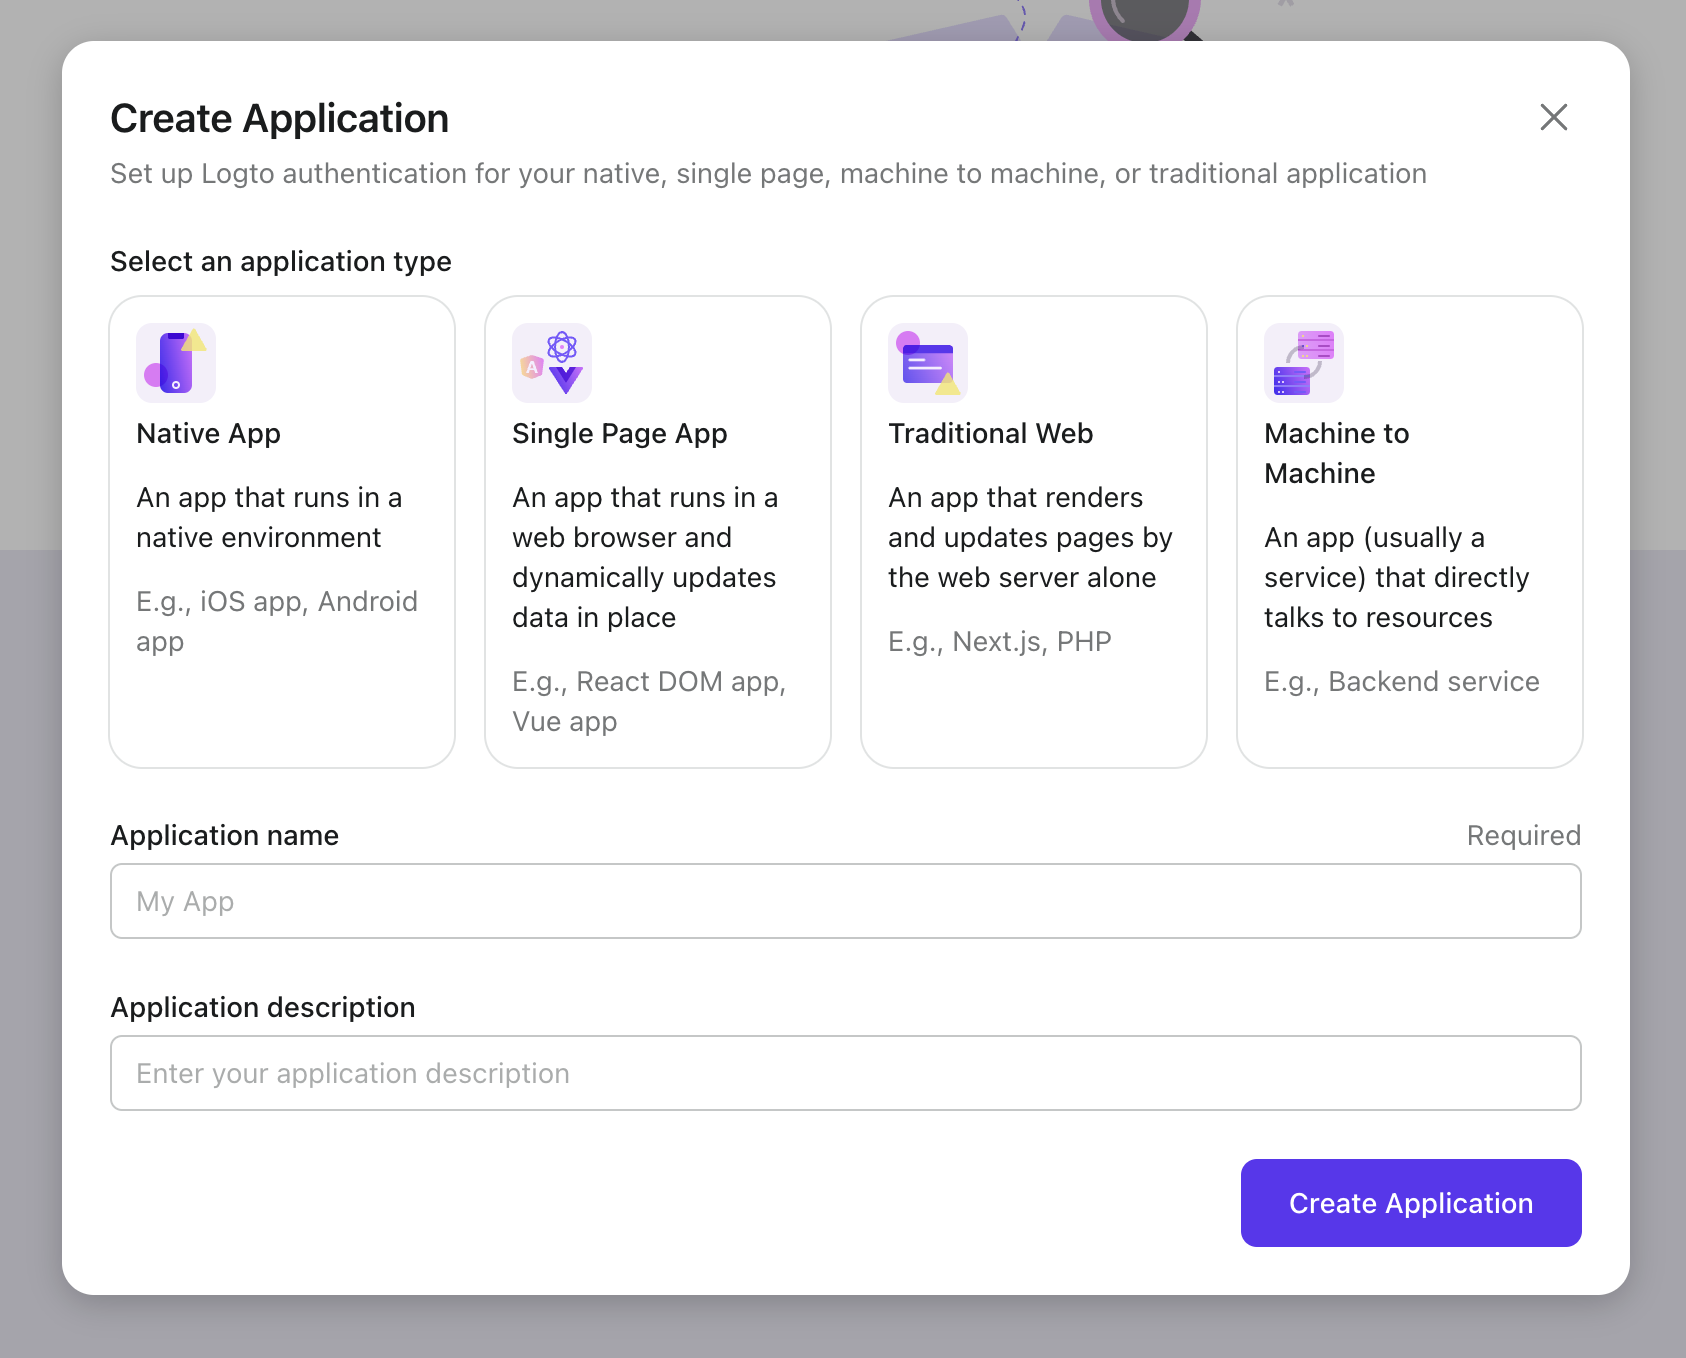 Create Application
Set up Logto authentication for your native, single page, machine to machine, or traditional application
Select an application type
Native App
An app that runs in a
native environment
E.g., iOS app, Android
app
A
Single Page App
An app that runs in a
web browser and
dynamically updates
data in place
E.g., React DOM app,
Vue app
Traditional Web
An app that renders
and updates pages by
the web server alone
E.g., Next.js, PHP
Machine to
Machine
An app (usually a
service) that directly
talks to resources
E.g., Backend service
Application name
Required
My App
Application description
Enter your application description
Create Application